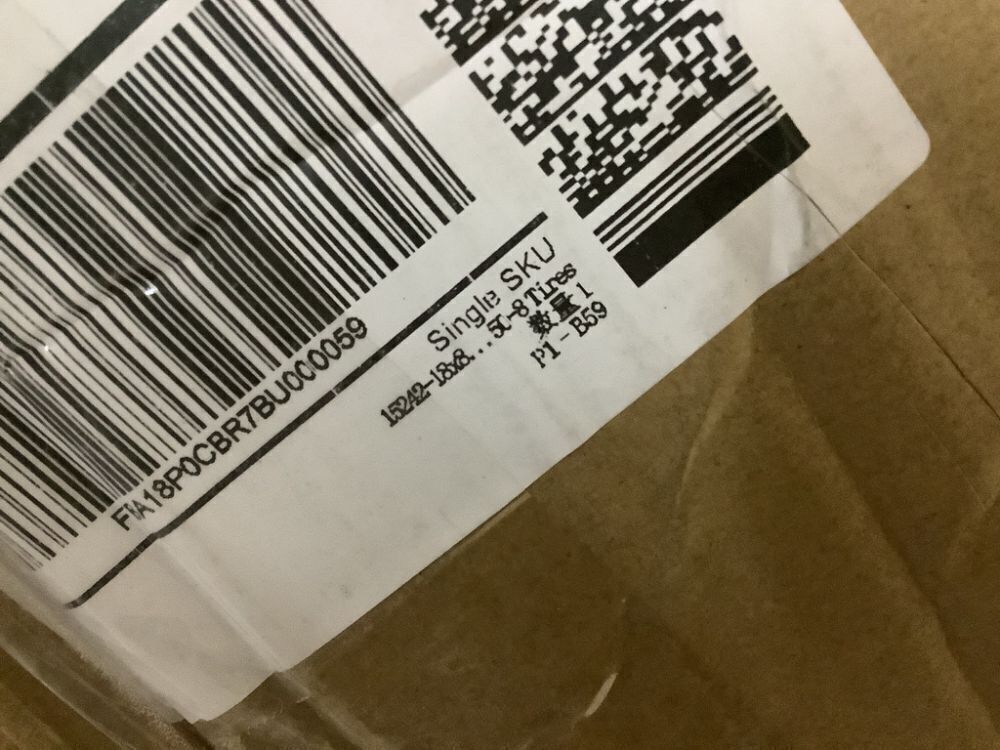 FBA18P0CBR7BU000059
Single SKU
15242-18x8...50-8 Tires
数量 1
P1 - B59